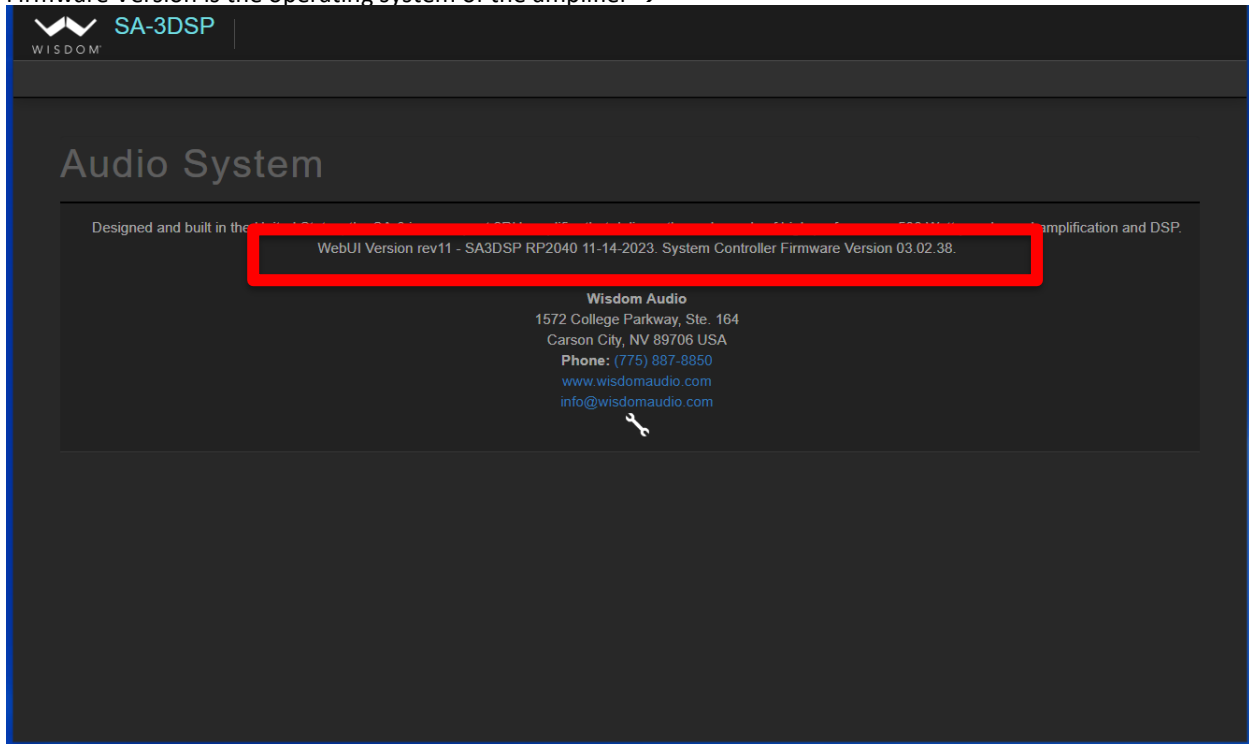 SA-3DSP
WISDOM
Audio System
Designed and built in the amplification and DSP.
WebUI Version rev11 - SA3DSP RP2040 11-14-2023. System Controller Firmware Version 03.02.38.
Wisdom Audio
1572 College Parkway, Ste. 164
Carson City, NV 89706 USA
Phone: (775) 887-8850
www.wisdomaudio.com
info@wisdomaudio.com